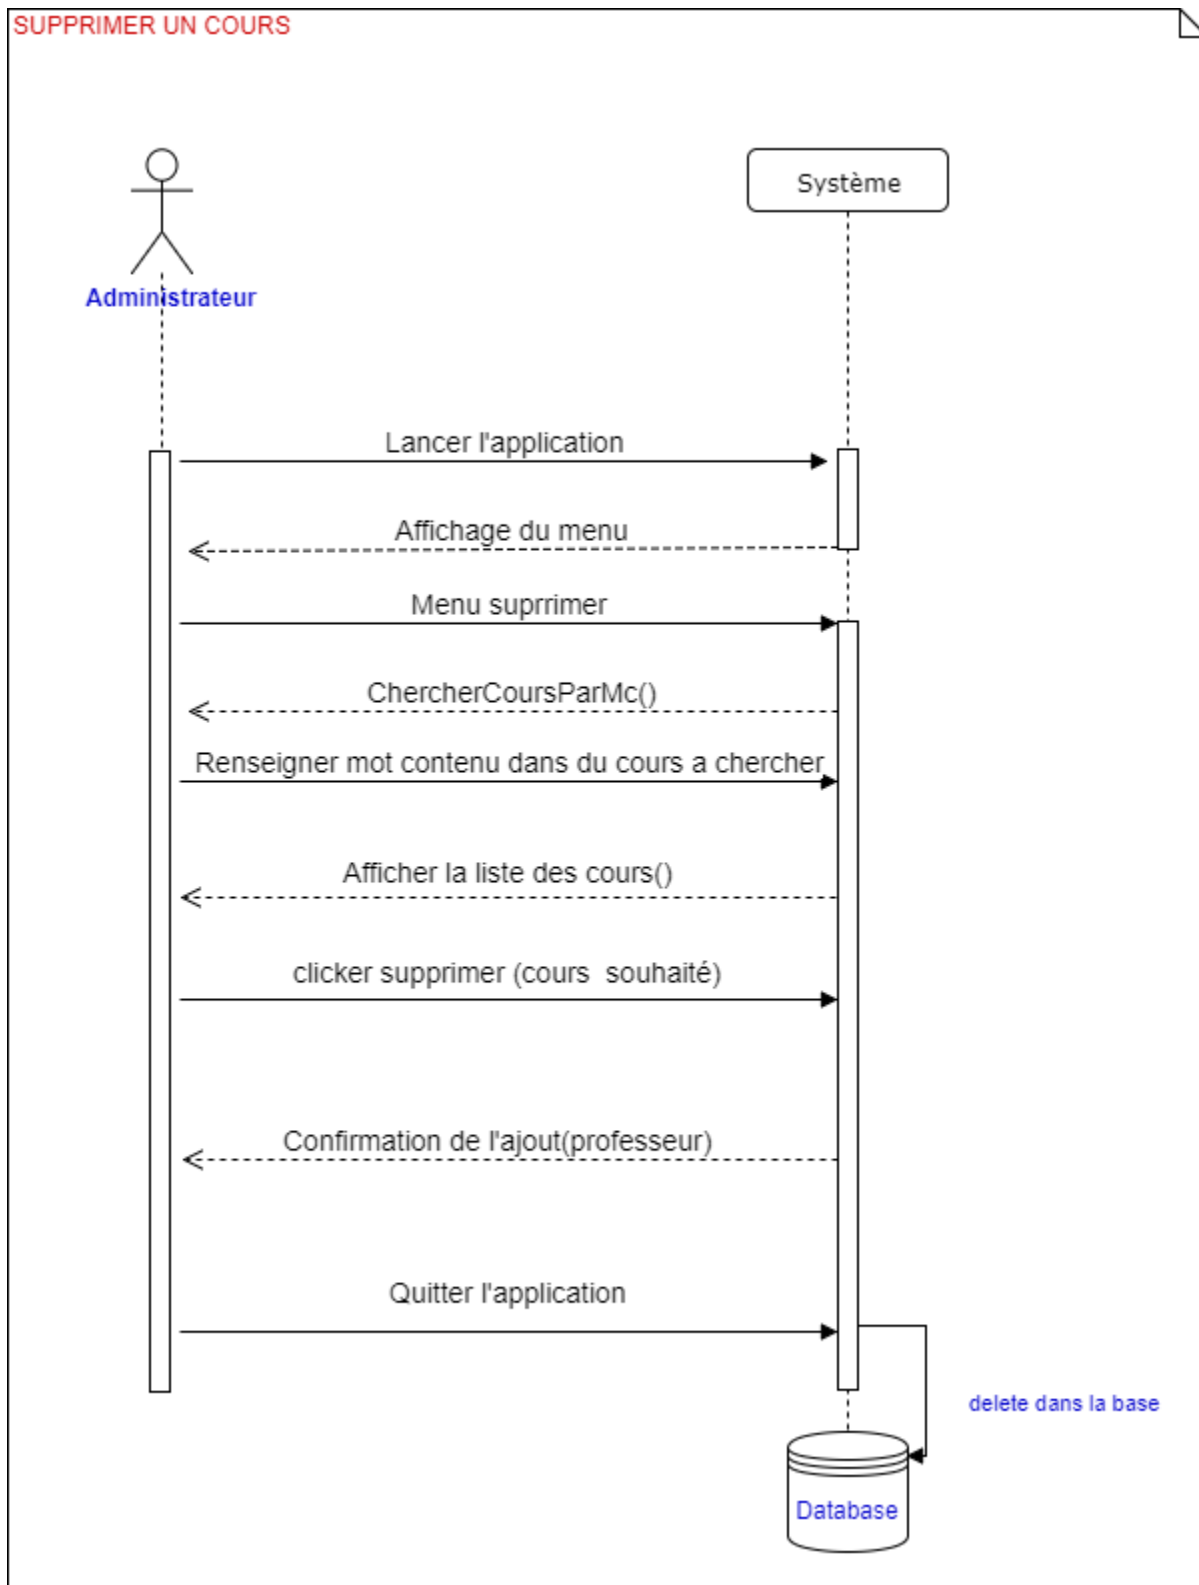 SUPPRIMER UN COURS
Système
Administrateur
Lancer l'application
Affichage du menu
Menu suprrimer
ChercherCoursParMc()
Renseigner mot contenu dans du cours a chercher
Afficher la liste des cours()
clicker supprimer (cours  souhaité)
Confirmation de l'ajout(professeur)
Quitter l'application
delete dans la base
Database